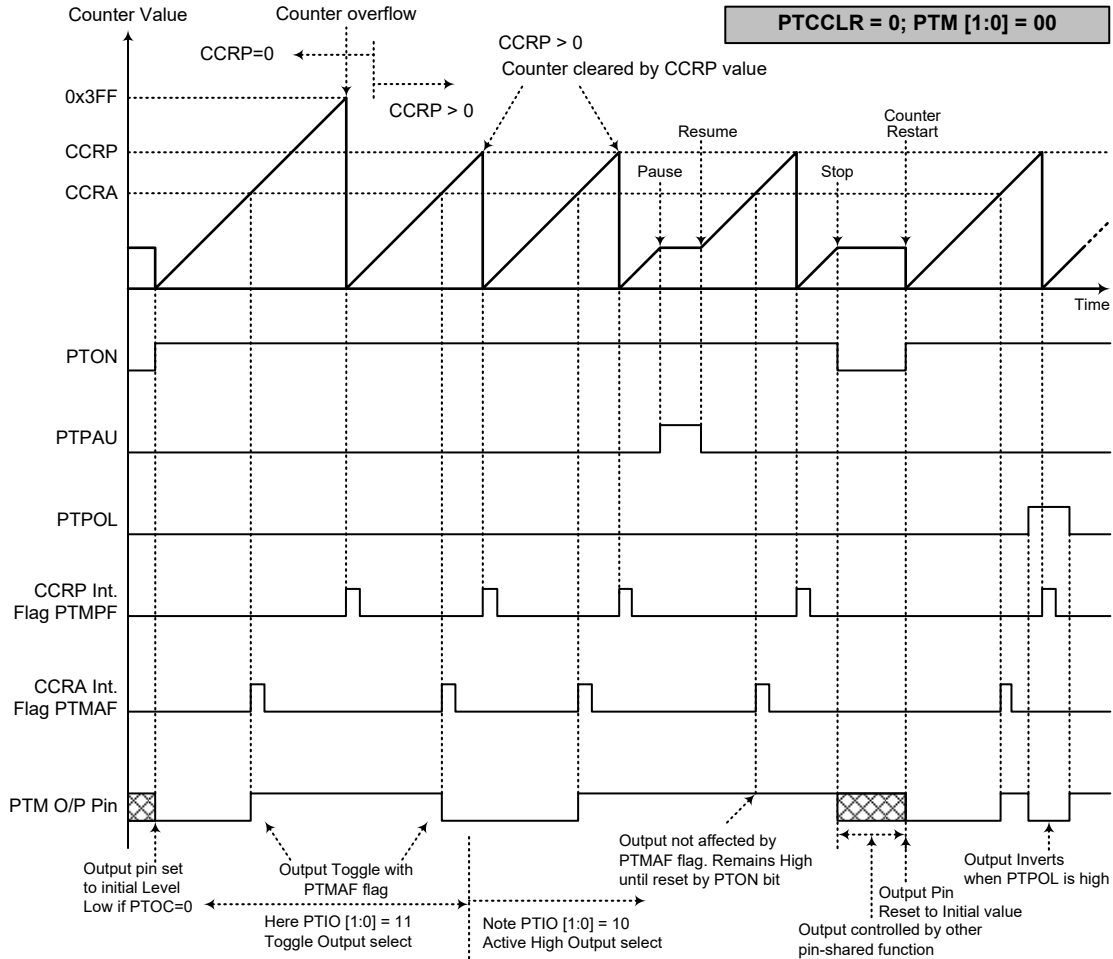 Counter Value
Counter overflow
PTCCLR = 0; PTM [1:0] = 00
CCRP=0
CCRP > 0
CCRP > 0
Counter cleared by CCRP value
0x3FF
CCRP
CCRA
Pause
Resume
Stop
Counter
Restart
Time
PTON
PTPAU
PTPOL
CCRP Int.
Flag PTMPF
CCRA Int.
Flag PTMAF
PTM O/P Pin
Output pin set
to initial Level
Low if PTOC=0
Output Toggle with
PTMAF flag
Here PTIO [1:0] = 11
Toggle Output select
Note PTIO [1:0] = 10
Active High Output select
Output not affected by
PTMAF flag. Remains High
until reset by PTON bit
Output Pin
Reset to Initial value
Output controlled by other
pin-shared function
Output Inverts
when PTPOL is high